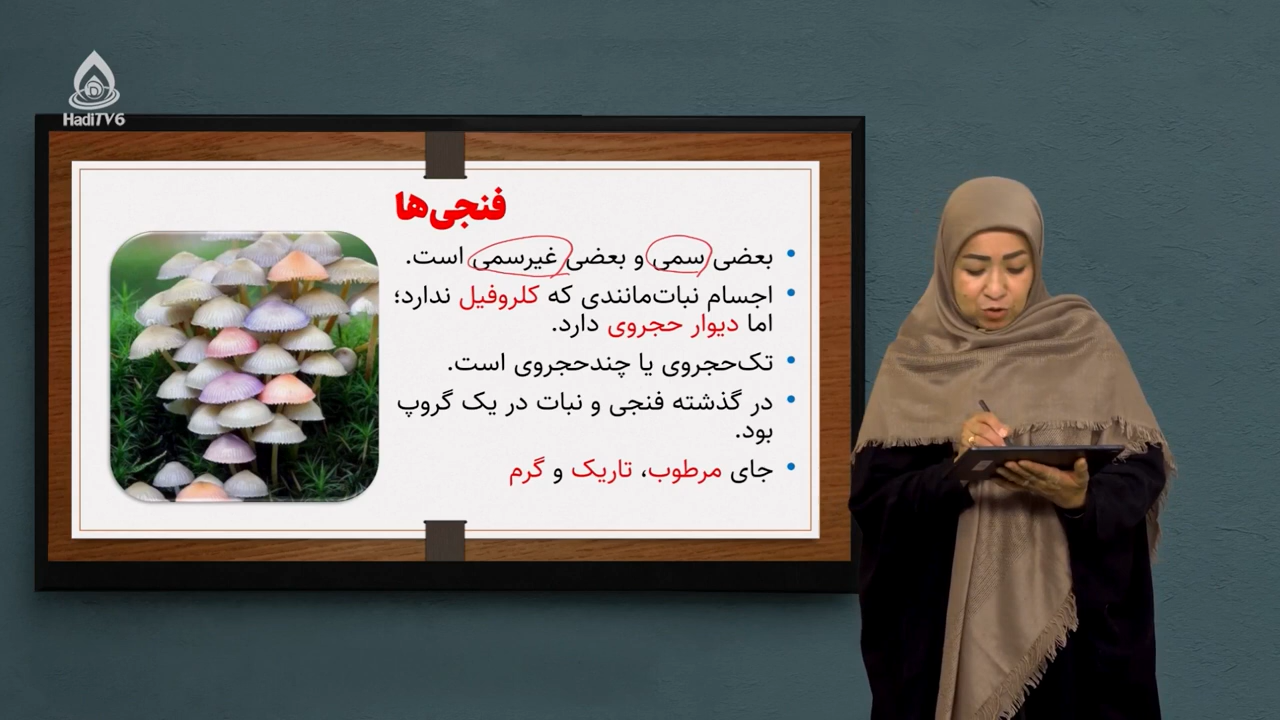 HadiTV6
فنجی‌ها
بعضی سمی و بعضی غیرسمی است.
اجسام نبات‌مانندی که کلروفیل ندارد؛
اما دیوار حجروی دارد.
تک‌حجروی یا چندحجروی است.
در گذشته فنجی و نبات در یک گروپ
بود.
جای مرطوب، تاریک و گرم